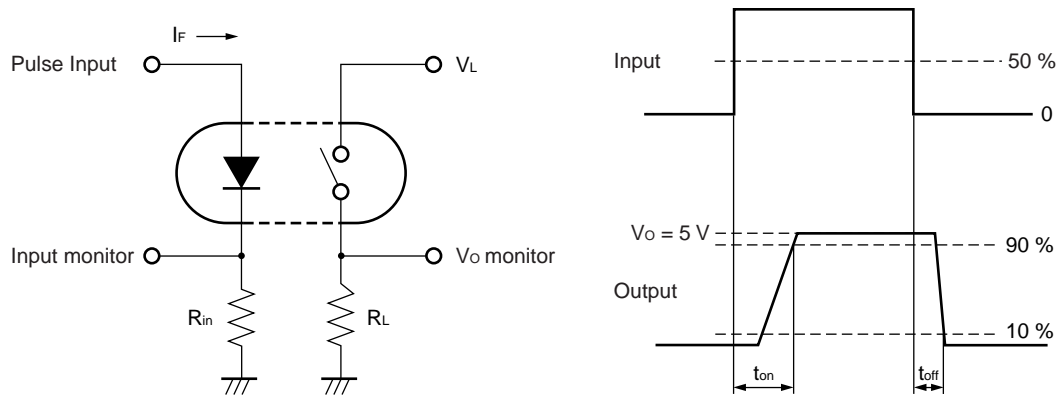 IF
Pulse Input
VL
Input monitor
VO monitor
Rin
RL
Input
50 %
0
VO = 5 V
90 %
Output
10 %
ton
toff